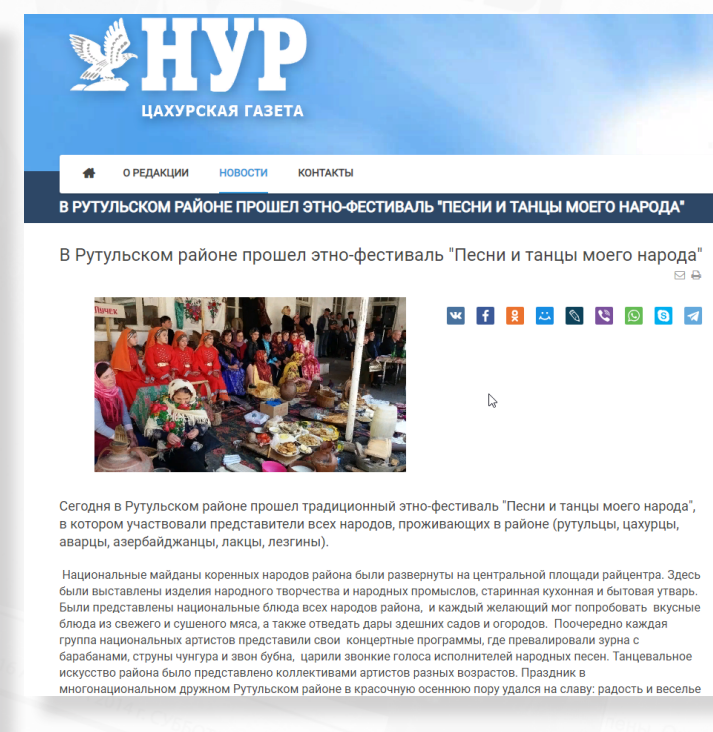 НУР
ЦАХУРСКАЯ ГАЗЕТА
О РЕДАКЦИИ НОВОСТИ КОНТАКТЫ
В РУТУЛЬСКОМ РАЙОНЕ ПРОШЕЛ ЭТНО-ФЕСТИВАЛЬ "ПЕСНИ И ТАНЦЫ МОЕГО НАРОДА"
В Рутульском районе прошел этно-фестиваль "Песни и танцы моего народа"
Сегодня в Рутульском районе прошел традиционный этно-фестиваль "Песни и танцы моего народа",
в котором участвовали представители всех народов, проживающих в районе (рутульцы, цахурцы,
аварцы, азербайджанцы, лакцы, лезгины).
Национальные майданы коренных народов района были развернуты на центральной площади райцентра. Здесь
были выставлены изделия народного творчества и народных промыслов, старинная кухонная и бытовая утварь.
Были представлены национальные блюда всех народов района, и каждый желающий мог попробовать вкусные
блюда из свежего и сушеного мяса, а также отведать дары здешних садов и огородов. Поочередно каждая
группа национальных артистов представили свои концертные программы, где превалировали зурна с
барабанами, струны чунгура и звон бубна, царили звонкие голоса исполнителей народных песен. Танцевальное
искусство района было представлено коллективами артистов разных возрастов. Праздник в
многонациональном дружном Рутульском районе в красочную осеннюю пору удался на славу: радость и веселье